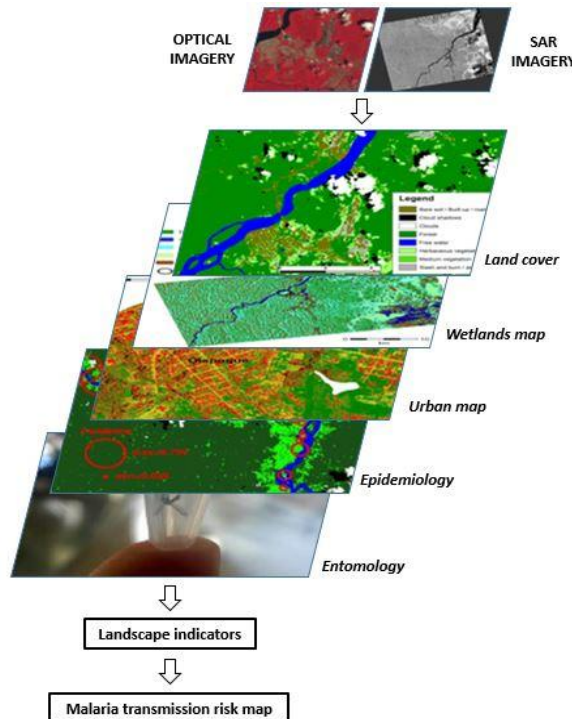 OPTICAL
IMAGERY
SAR
IMAGERY
Legend
Cloud shadows
Clouds
Forest
Free water
Land cover
Wetlands map
Urban map
Epidemiology
Entomology
Landscape indicators
Malaria transmission risk map